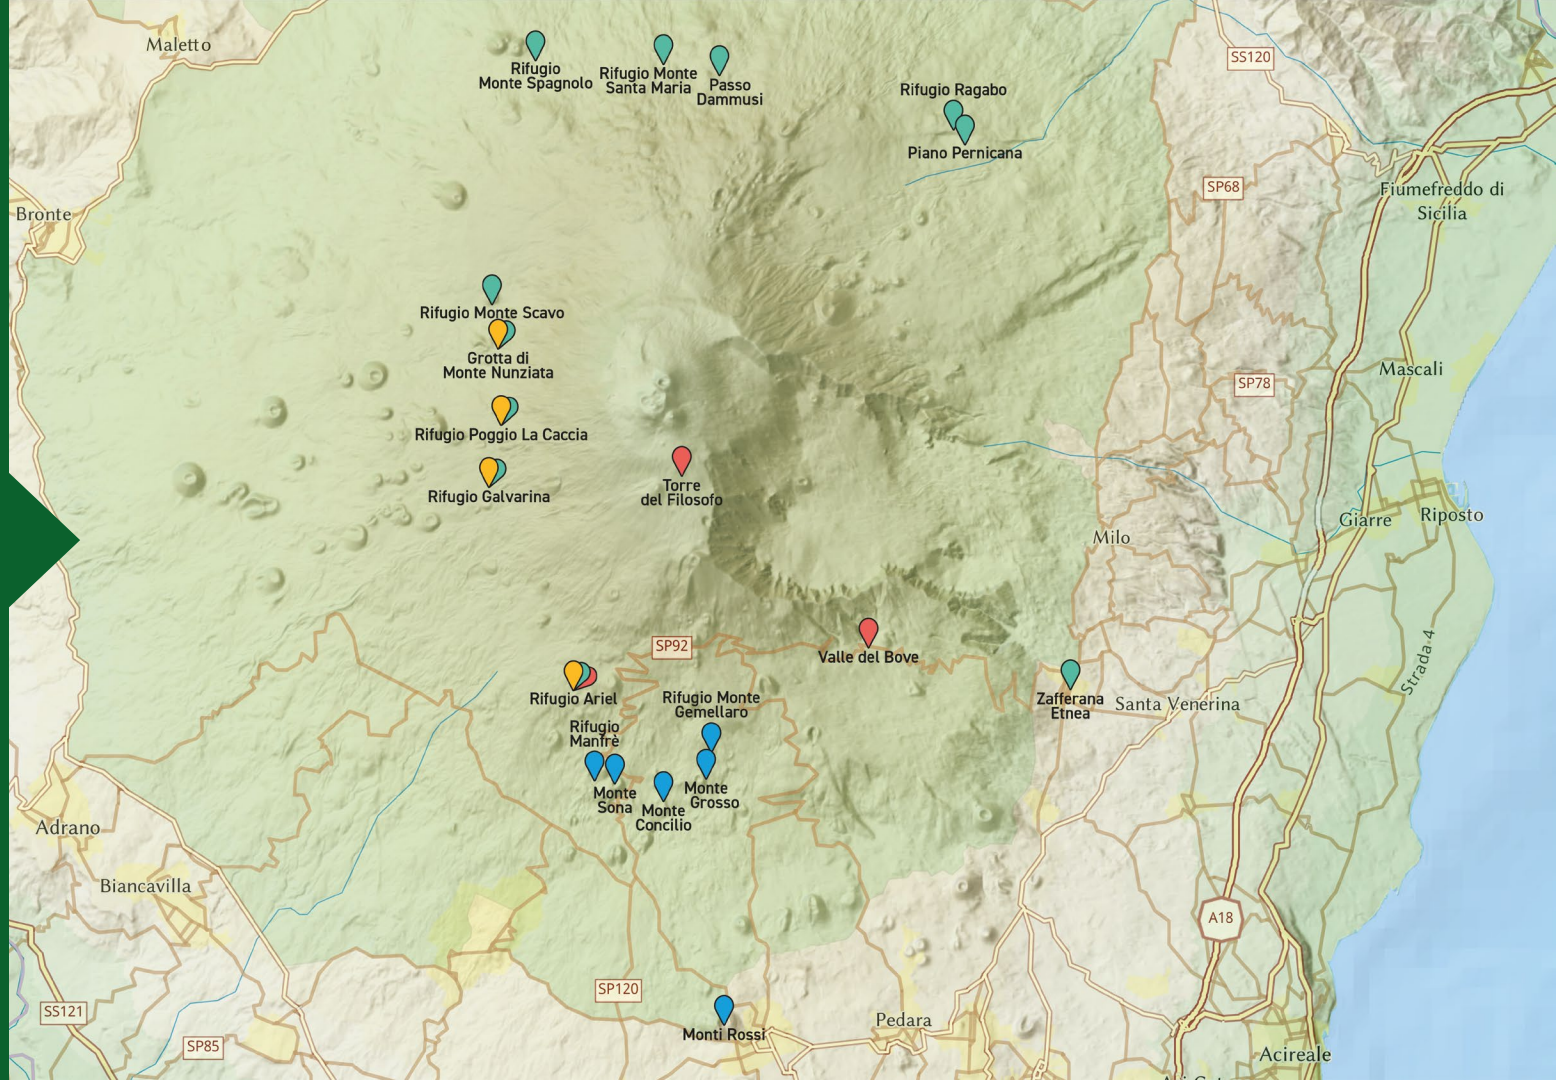 Maletto
Rifugio
Monte Spagnolo
Rifugio Monte
Santa Maria
Passo
Dammusi
Rifugio Ragabo
Piano Pernicana
SS120
SP68
Fiumefreddo di
Sicilia
Bronte
Rifugio Monte Scavo
Grotta di
Monte Nunziata
Rifugio Poggio La Caccia
Rifugio Galvarina
Torre
del Filosofo
SP78
Mascali
Giarre
Riposto
Milo
Strada 4
SP92
Valle del Bove
Rifugio Ariel
Rifugio Monte
Gemellaro
Zafferana
Etnea
Santa Venerina
Rifugio
Manfrè
Monte
Sona
Monte
Concilio
Monte
Grosso
Adrano
Biancavilla
A18
SP120
SS121
SP85
Monti Rossi
Pedara
Acireale